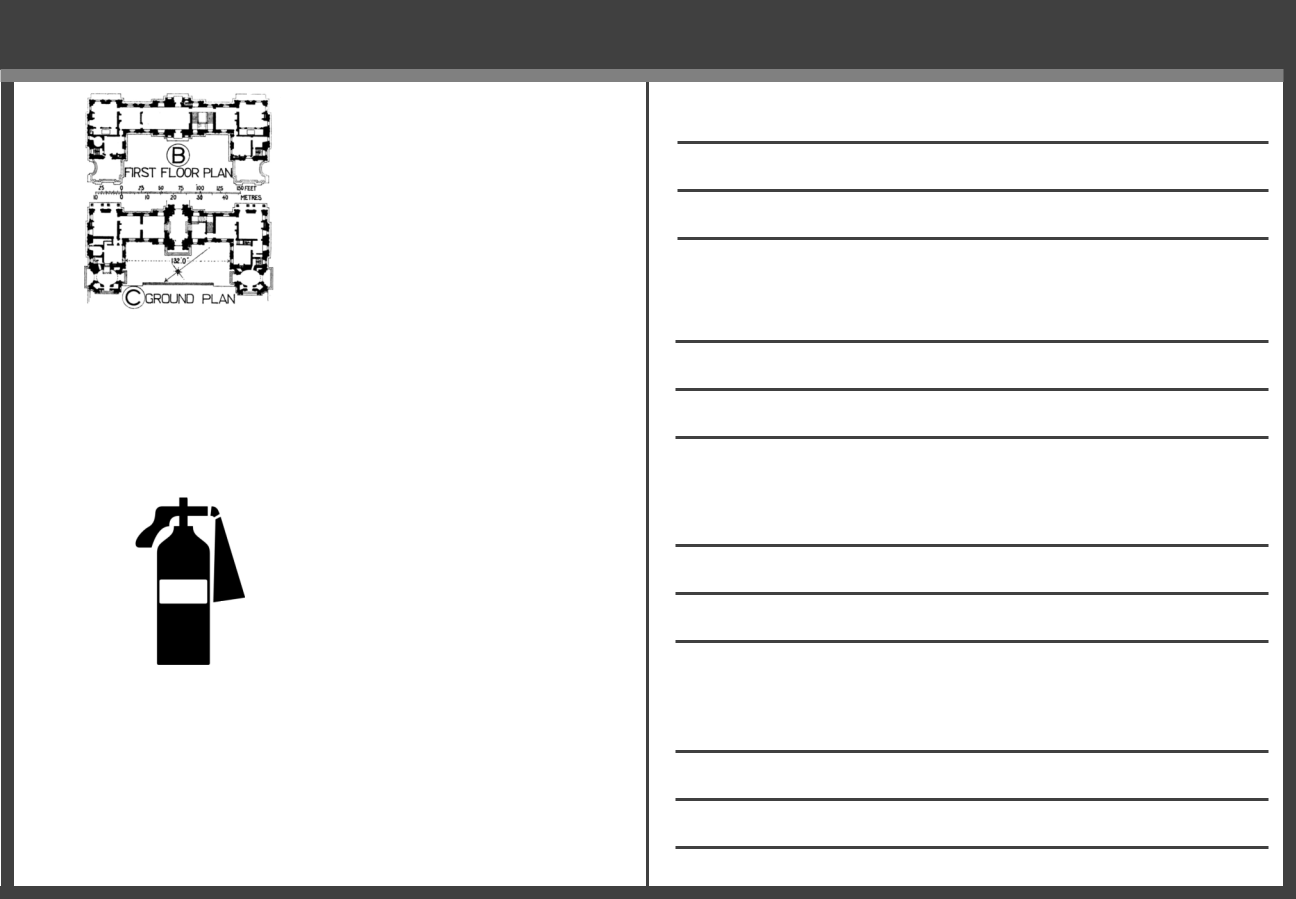 B
FIRST FLOOR PLAN
25 0 25 50 75 100 125 150 FEET
10 0 10 20 30 40 METRES
132.0"
C GROUND PLAN